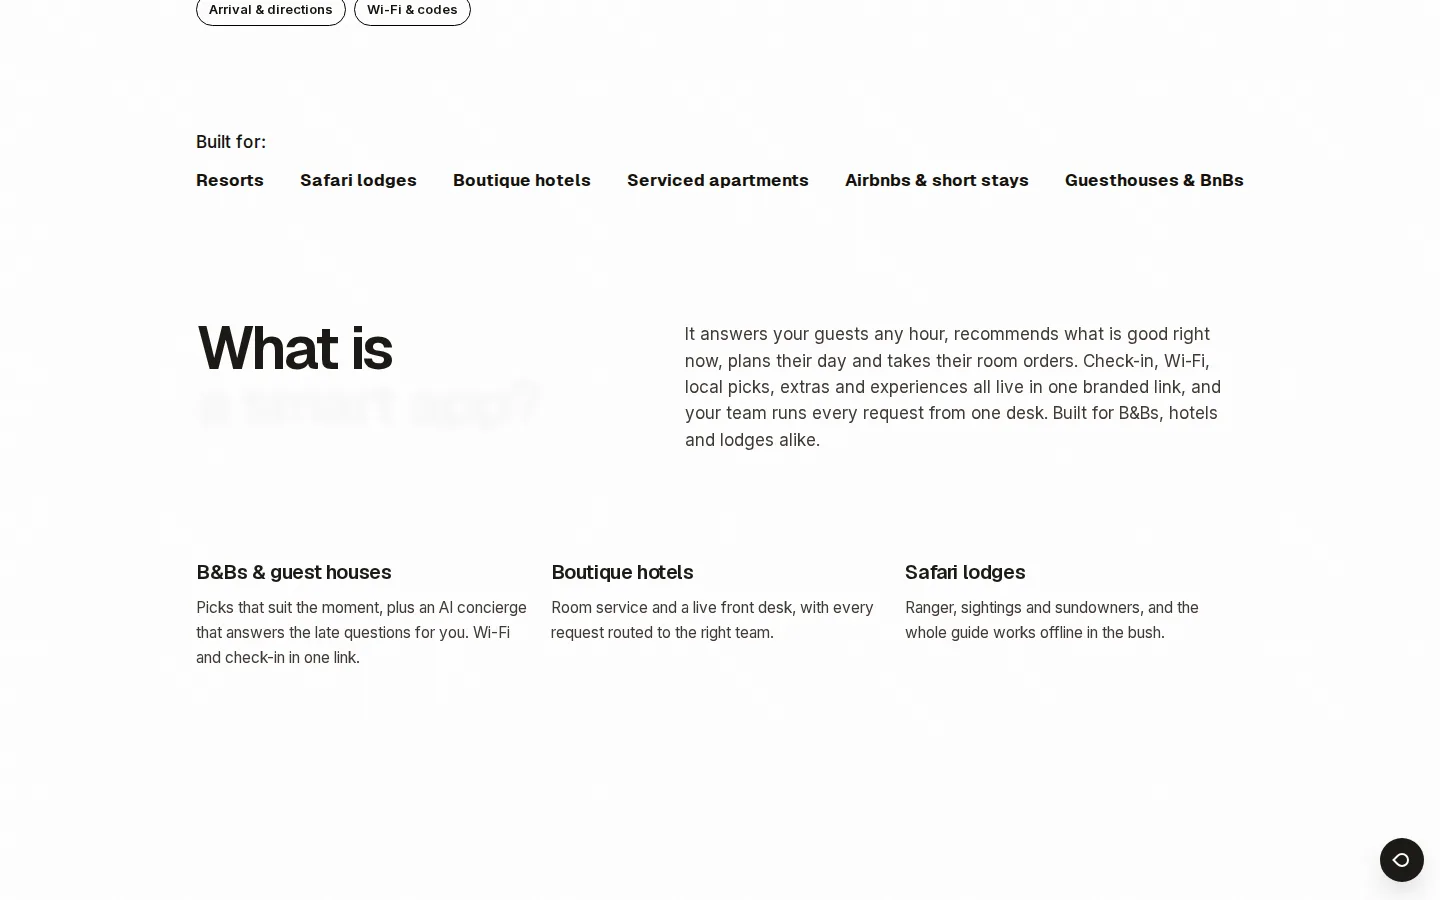 Arrival & directions Wi-Fi & codes
Built for:
Resorts Safari lodges Boutique hotels Serviced apartments Airbnbs & short stays Guesthouses & BnBs
What is
a smart app?
It answers your guests any hour, recommends what is good right
now, plans their day and takes their room orders. Check-in, Wi-Fi,
local picks, extras and experiences all live in one branded link, and
your team runs every request from one desk. Built for B&Bs, hotels
and lodges alike.
B&Bs & guest houses
Picks that suit the moment, plus an AI concierge
that answers the late questions for you. Wi-Fi
and check-in in one link.
Boutique hotels
Room service and a live front desk, with every
request routed to the right team.
Safari lodges
Ranger, sightings and sundowners, and the
whole guide works offline in the bush.